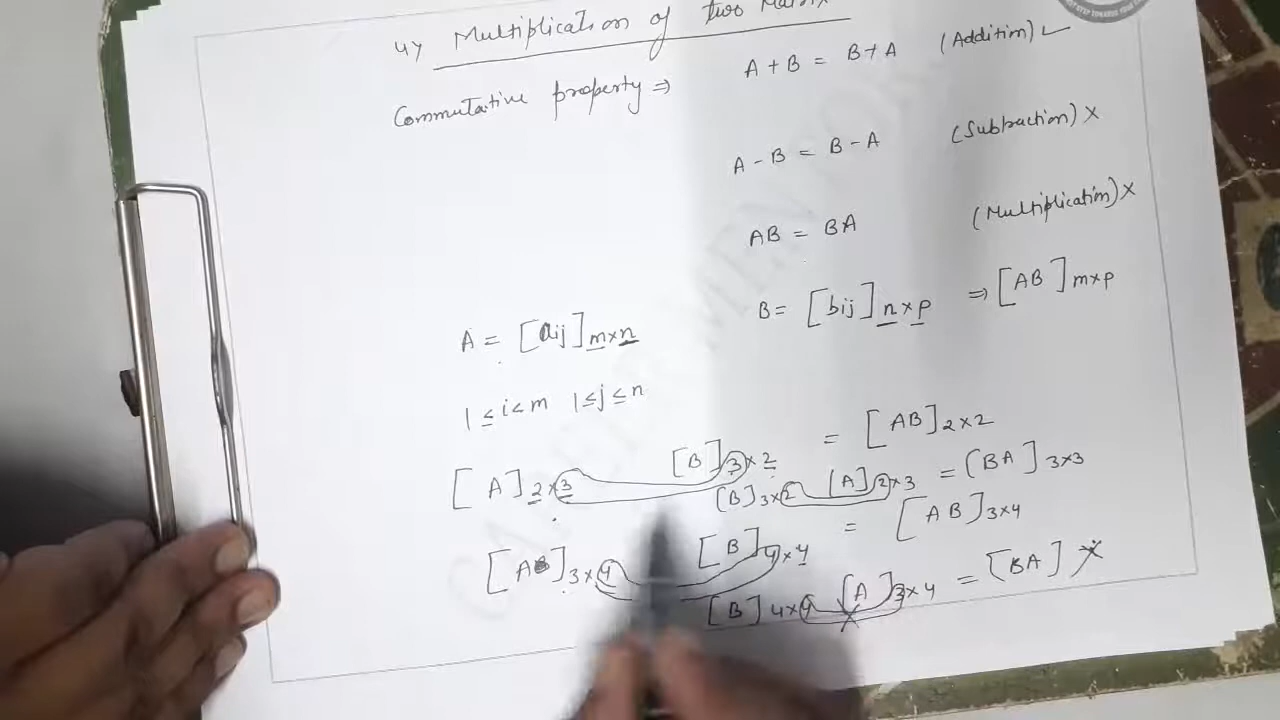 4) Multiplication of two Matrix
Commutative property ⇒ A + B = B + A (Addition) ✓
A - B = B - A (Subtraction) ×
AB = BA (Multiplication) ×
A = [aij]m×n B = [bij]n×p ⇒ [AB]m×p
1 ≤ i ≤ m 1 ≤ j ≤ n
[A]2×3 [B]3×2 = [AB]2×2
[B]3×2 [A]2×3 = [BA]3×3
[A]3×4 [B]4×4 = [AB]3×4
[B]4×4 [A]3×4 = [BA] ×